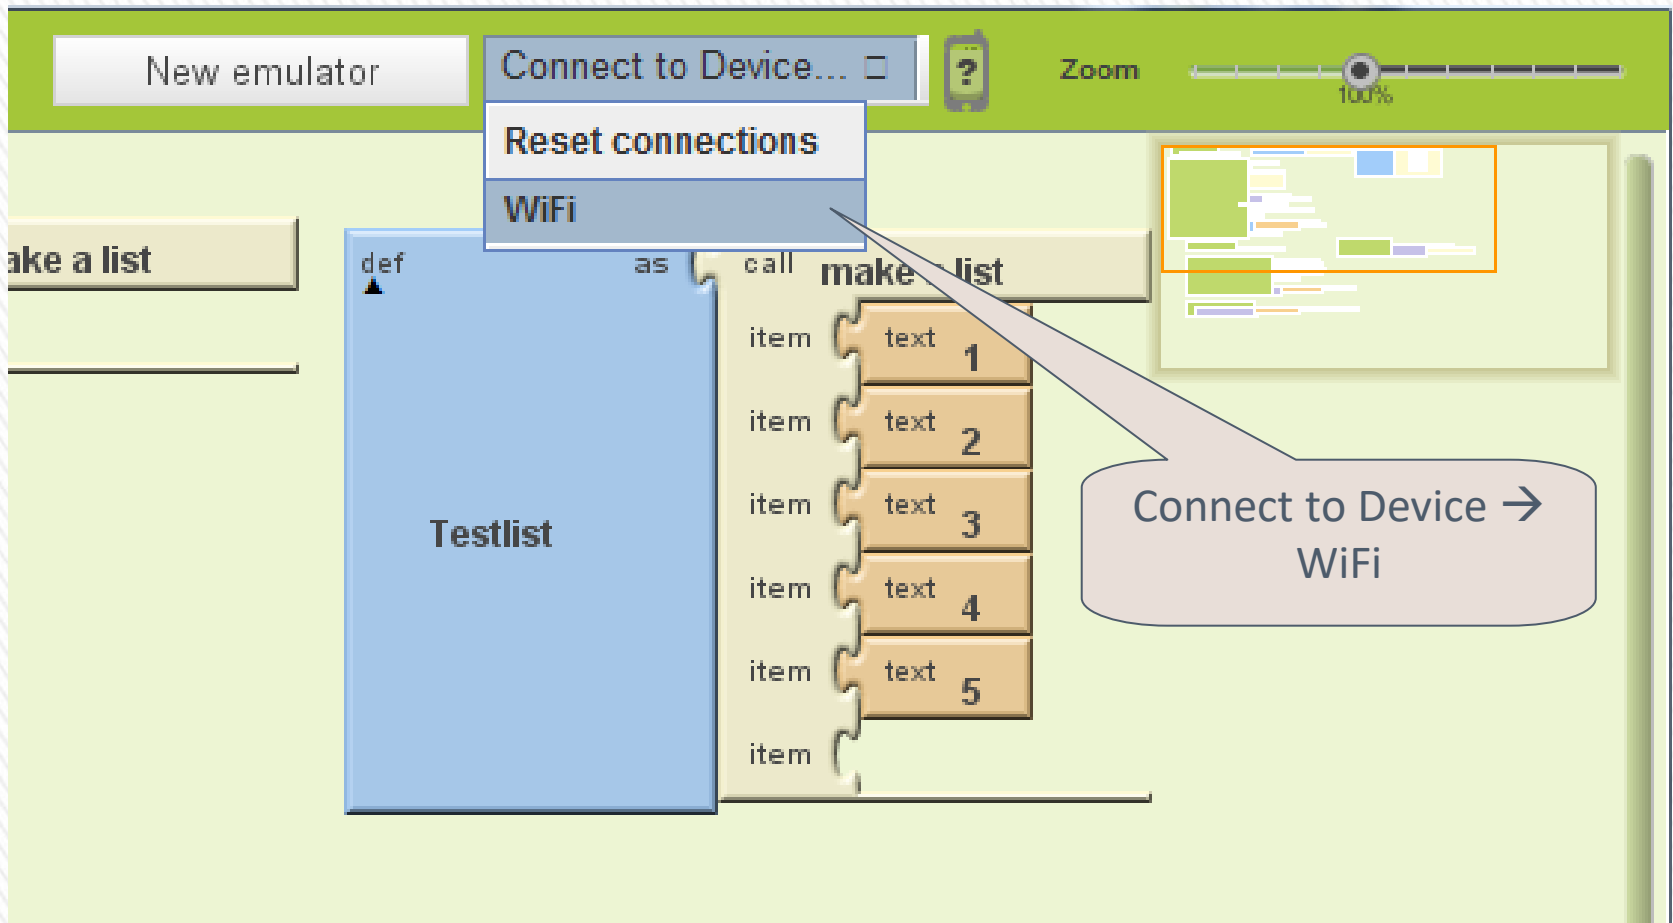 New emulator
Connect to Device...
?
Zoom
100%
Reset connections
WiFi
ake a list
def
as
call
make a list
item
text
1
item
text
2
item
text
3
item
text
4
item
text
5
item
Testlist
Connect to Device →
WiFi